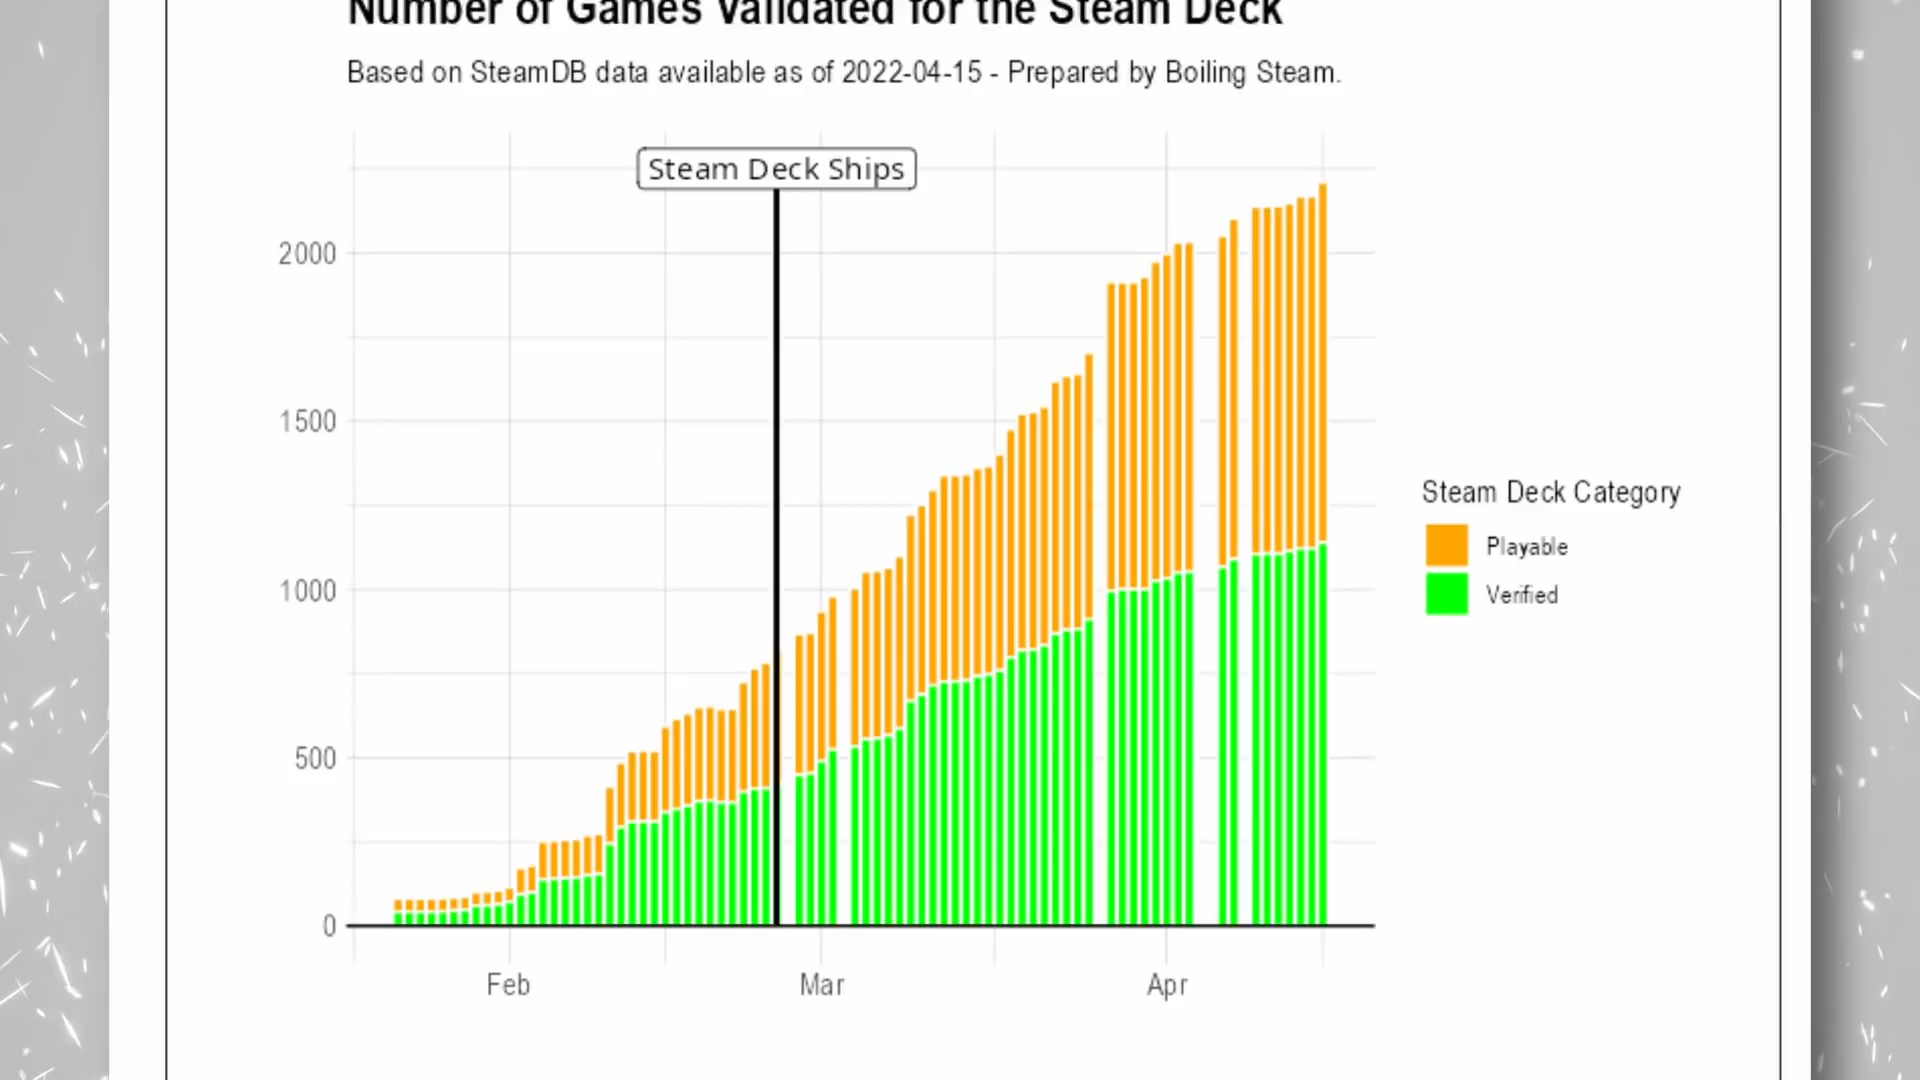 Number of Games Validated for the Steam Deck
Based on SteamDB data available as of 2022-04-15 - Prepared by Boiling Steam.
Steam Deck Ships
2000
1500
1000
500
0
Feb Mar Apr
Steam Deck Category
Playable
Verified